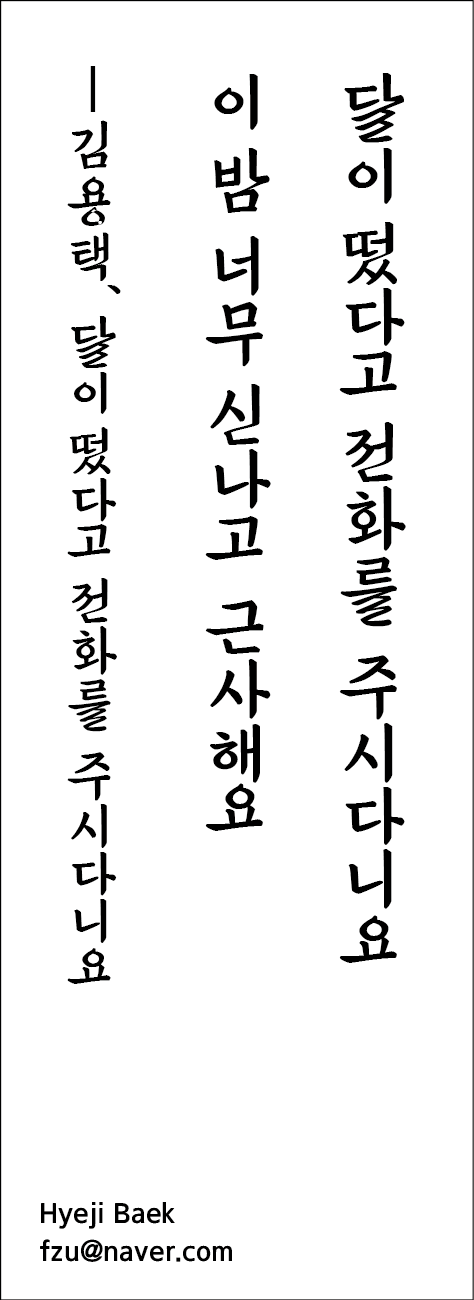 달이 떴다고 전화를 주시다니요
이 밤 너무 신나고 근사해요
—김용택, 달이 떴다고 전화를 주시다니요
Hyeji Baek
fzu@naver.com